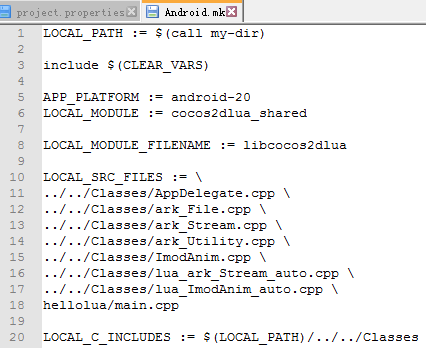 project.properties Android.mk
1 LOCAL_PATH := $(call my-dir)
2
3 include $(CLEAR_VARS)
4
5 APP_PLATFORM := android-20
6 LOCAL_MODULE := cocos2dlua_shared
7
8 LOCAL_MODULE_FILENAME := libcocos2dlua
9
10 LOCAL_SRC_FILES := \
11 ../../Classes/AppDelegate.cpp \
12 ../../Classes/ark_File.cpp \
13 ../../Classes/ark_Stream.cpp \
14 ../../Classes/ark_Utility.cpp \
15 ../../Classes/ImodAnim.cpp \
16 ../../Classes/lua_ark_Stream_auto.cpp \
17 ../../Classes/lua_ImodAnim_auto.cpp \
18 hellolua/main.cpp
19
20 LOCAL_C_INCLUDES := $(LOCAL_PATH)/../../Classes